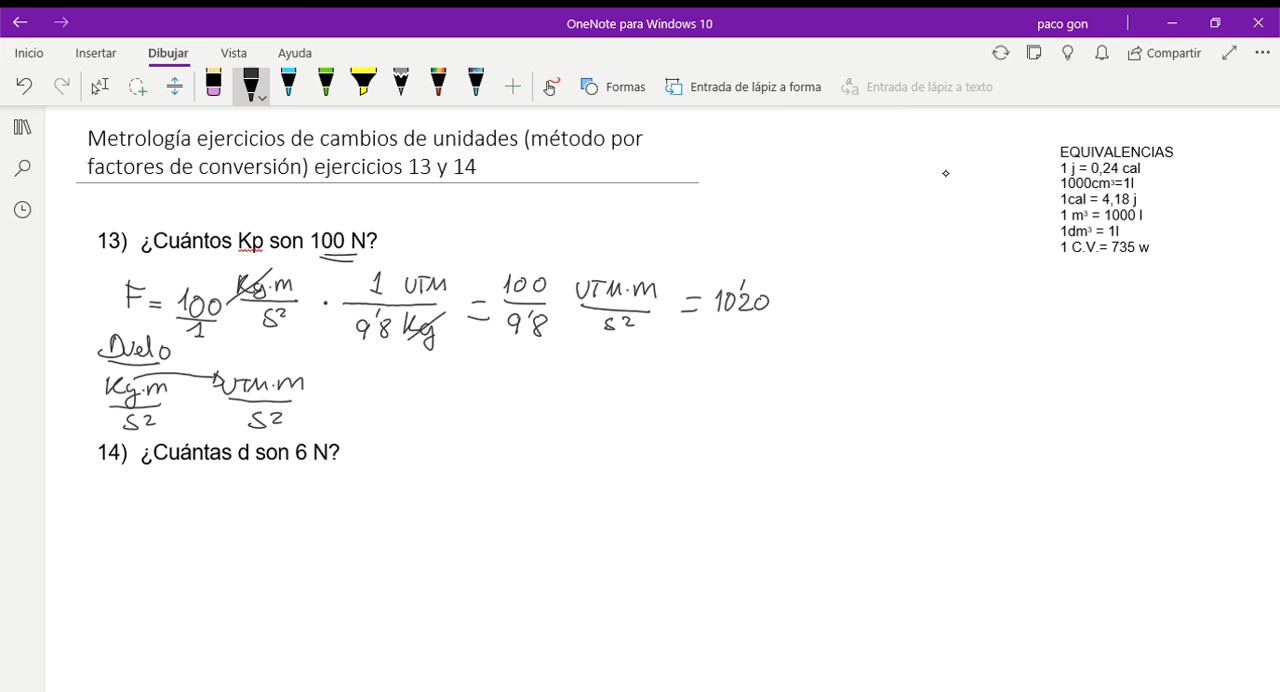 OneNote para Windows 10
paco gon
Inicio Insertar Dibujar Vista Ayuda
Compartir
Formas Entrada de lápiz a forma Entrada de lápiz a texto
Metrología ejercicios de cambios de unidades (método por
factores de conversión) ejercicios 13 y 14
EQUIVALENCIAS
1 j = 0,24 cal
1000cm³=1l
1cal = 4,18 j
1 m³ = 1000 l
1dm³ = 1l
1 C.V.= 735 w
13) ¿Cuántos Kp son 100 N?
F = 100/1 Kg·m/s² · 1 UTM/9'8 Kg = 100/9'8 UTM·m/s² = 10'20
Duelo
Kg·m/s² → UTM·m/s²
14) ¿Cuántas d son 6 N?